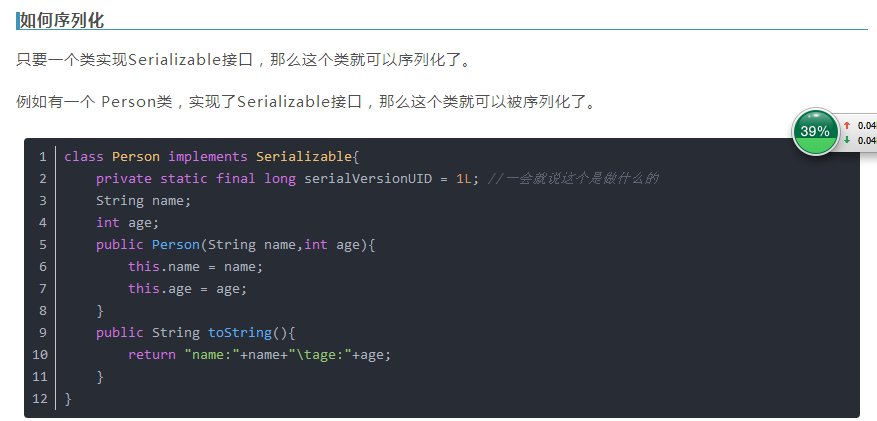 如何序列化
只要一个类实现Serializable接口，那么这个类就可以序列化了。
例如有一个 Person类，实现了Serializable接口，那么这个类就可以被序列化了。
39%
↑ 0.04
↓ 0.04
1 class Person implements Serializable{
2     private static final long serialVersionUID = 1L; //一会就说这个是做什么的
3     String name;
4     int age;
5     public Person(String name,int age){
6         this.name = name;
7         this.age = age;
8     }
9     public String toString(){
10         return "name:"+name+"\tage:"+age;
11     }
12 }